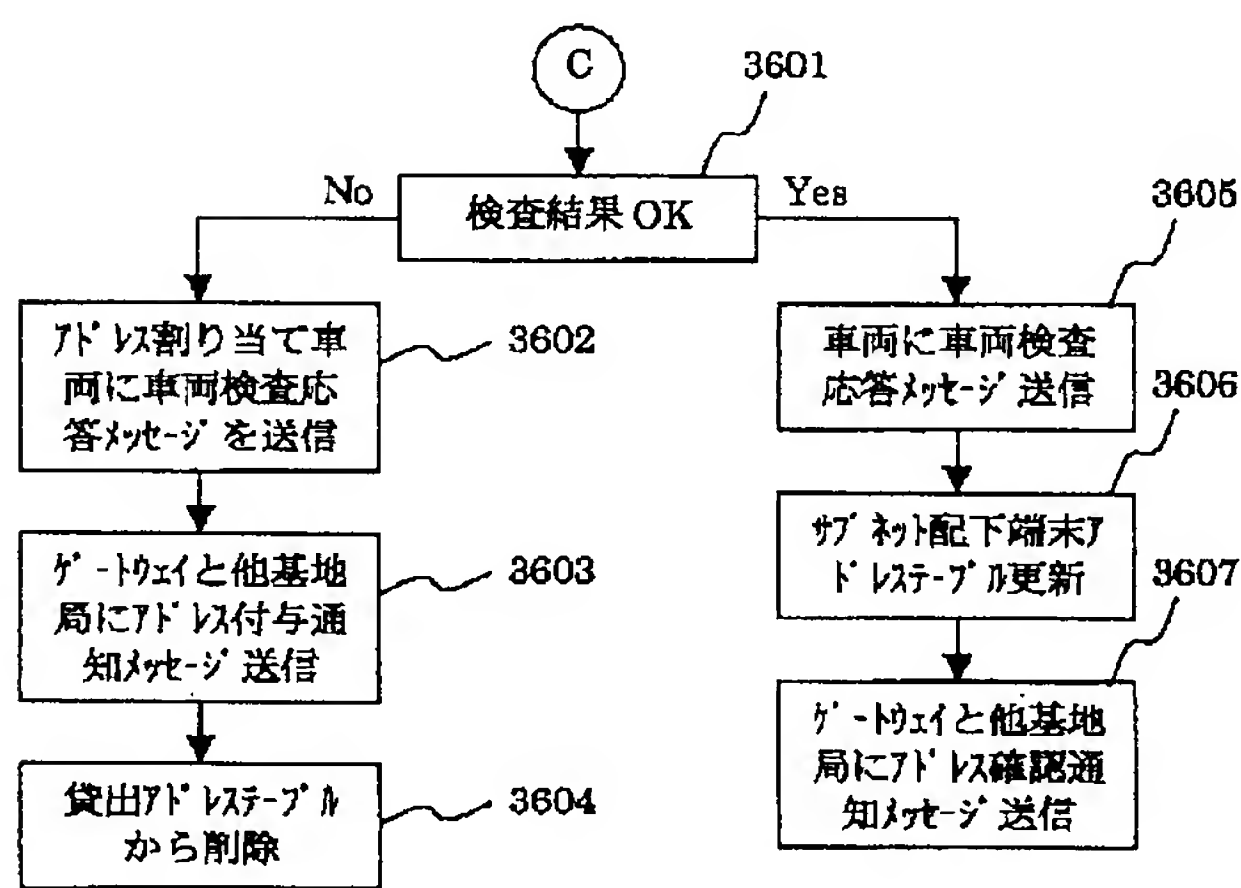 C
3601
検査結果OK
No
Yes
ｱﾄﾞﾚｽ割り当て車
両に車両検査応
答ﾒｯｾｰｼﾞを送信
3602
ｹﾞｰﾄｳｪｲと他基地
局にｱﾄﾞﾚｽ付与通
知ﾒｯｾｰｼﾞ送信
3603
貸出ｱﾄﾞﾚｽﾃｰﾌﾞﾙ
から削除
3604
3605
車両に車両検査
応答ﾒｯｾｰｼﾞ送信
3606
ｻﾌﾞﾈｯﾄ配下端末ｱ
ﾄﾞﾚｽﾃｰﾌﾞﾙ更新
3607
ｹﾞｰﾄｳｪｲと他基地
局にｱﾄﾞﾚｽ確認通
知ﾒｯｾｰｼﾞ送信